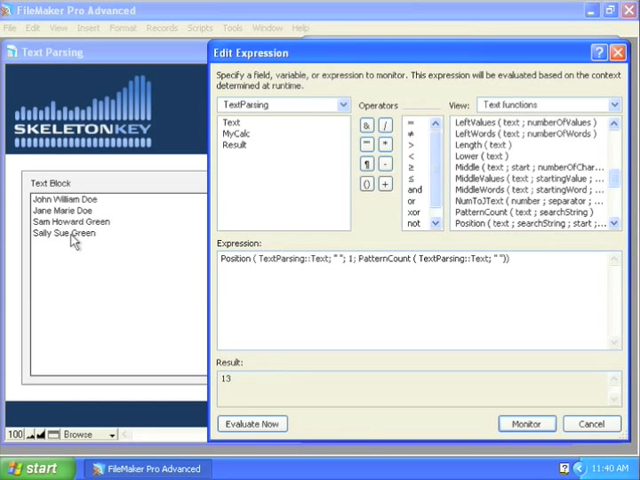 FileMaker Pro Advanced
File Edit View Insert Format Records Scripts Tools Window Help
Text Parsing
SKELETONKEY
Text Block
John William Doe
Jane Marie Doe
Sam Howard Green
Sally Sue Green
100 Browse
Edit Expression
Specify a field, variable, or expression to monitor. This expression will be evaluated based on the context
determined at runtime.
TextParsing
Operators
View: Text functions
Text
MyCalc
Result
& /
"" *
¶ -
() +
=
≠
>
<
≥
≤
and
or
xor
not
LeftValues ( text ; numberOfValues )
LeftWords ( text ; numberOfWords )
Length ( text )
Lower ( text )
Middle ( text ; start ; numberOfChar...
MiddleValues ( text ; startingValue ; ...
MiddleWords ( text ; startingWord ; ...
NumToJText ( number ; separator ; ...
PatternCount ( text ; searchString )
Position ( text ; searchString ; start ; ...
Expression:
Position ( TextParsing::Text; " "; 1; PatternCount ( TextParsing::Text; " "))
Result:
13
Evaluate Now
Monitor
Cancel
start
FileMaker Pro Advanced
11:40 AM